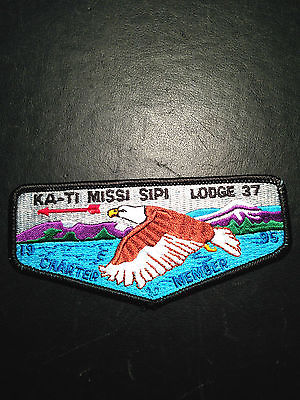 KA-TI MISSI SIPI LODGE 37
19 95
CHARTER MEMBER